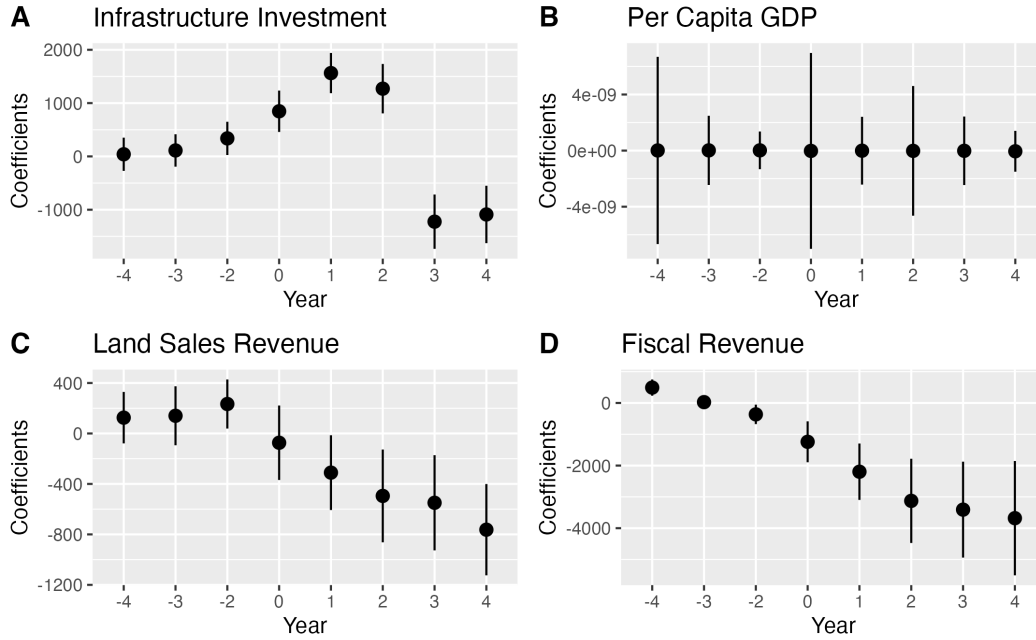 A Infrastructure Investment
Coefficients
2000
1000
0
-1000
-4 -3 -2 0 1 2 3 4
Year
B Per Capita GDP
Coefficients
4e-09
0e+00
-4e-09
-4 -3 -2 0 1 2 3 4
Year
C Land Sales Revenue
Coefficients
400
0
-400
-800
-1200
-4 -3 -2 0 1 2 3 4
Year
D Fiscal Revenue
Coefficients
0
-2000
-4000
-4 -3 -2 0 1 2 3 4
Year